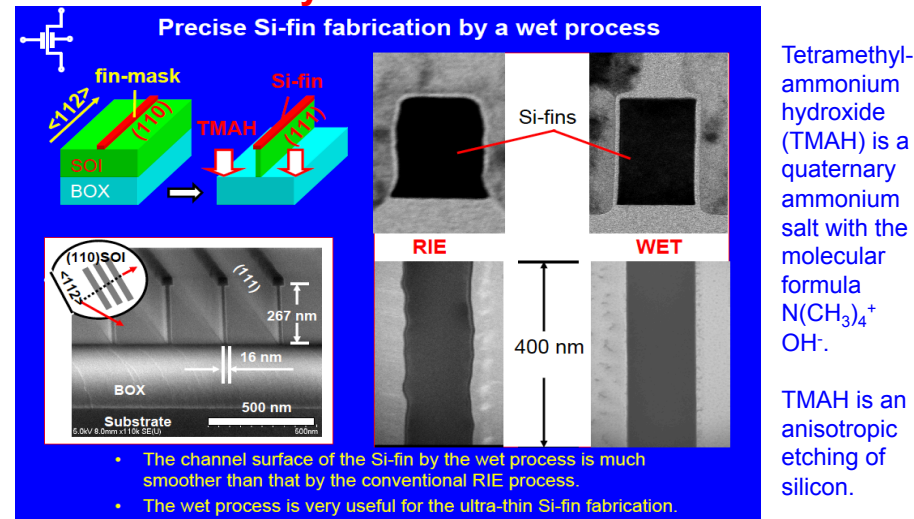 Precise Si-fin fabrication by a wet process
fin-mask
Si-fin
<112>
(110)
TMAH
(111)
SOI
BOX
Si-fins
RIE
WET
(110)SOI
<112>
(111)
267 nm
16 nm
BOX
500 nm
Substrate
5.0kV 8.0mm x110k SE(U)
500nm
400 nm
• The channel surface of the Si-fin by the wet process is much
smoother than that by the conventional RIE process.
• The wet process is very useful for the ultra-thin Si-fin fabrication.
Tetramethyl-
ammonium
hydroxide
(TMAH) is a
quaternary
ammonium
salt with the
molecular
formula
N(CH₃)₄⁺
OH⁻.
TMAH is an
anisotropic
etching of
silicon.